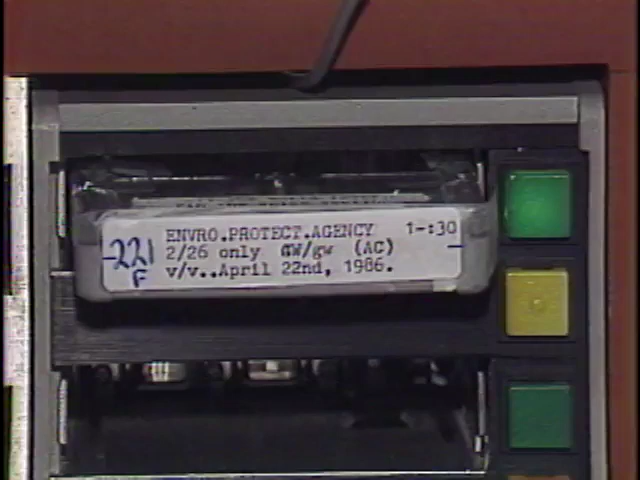 ENVRO.PROTECT.AGENCY 1-:30
2/26 only GW/gw (AC)
v/v..April 22nd, 1986.
-221
F